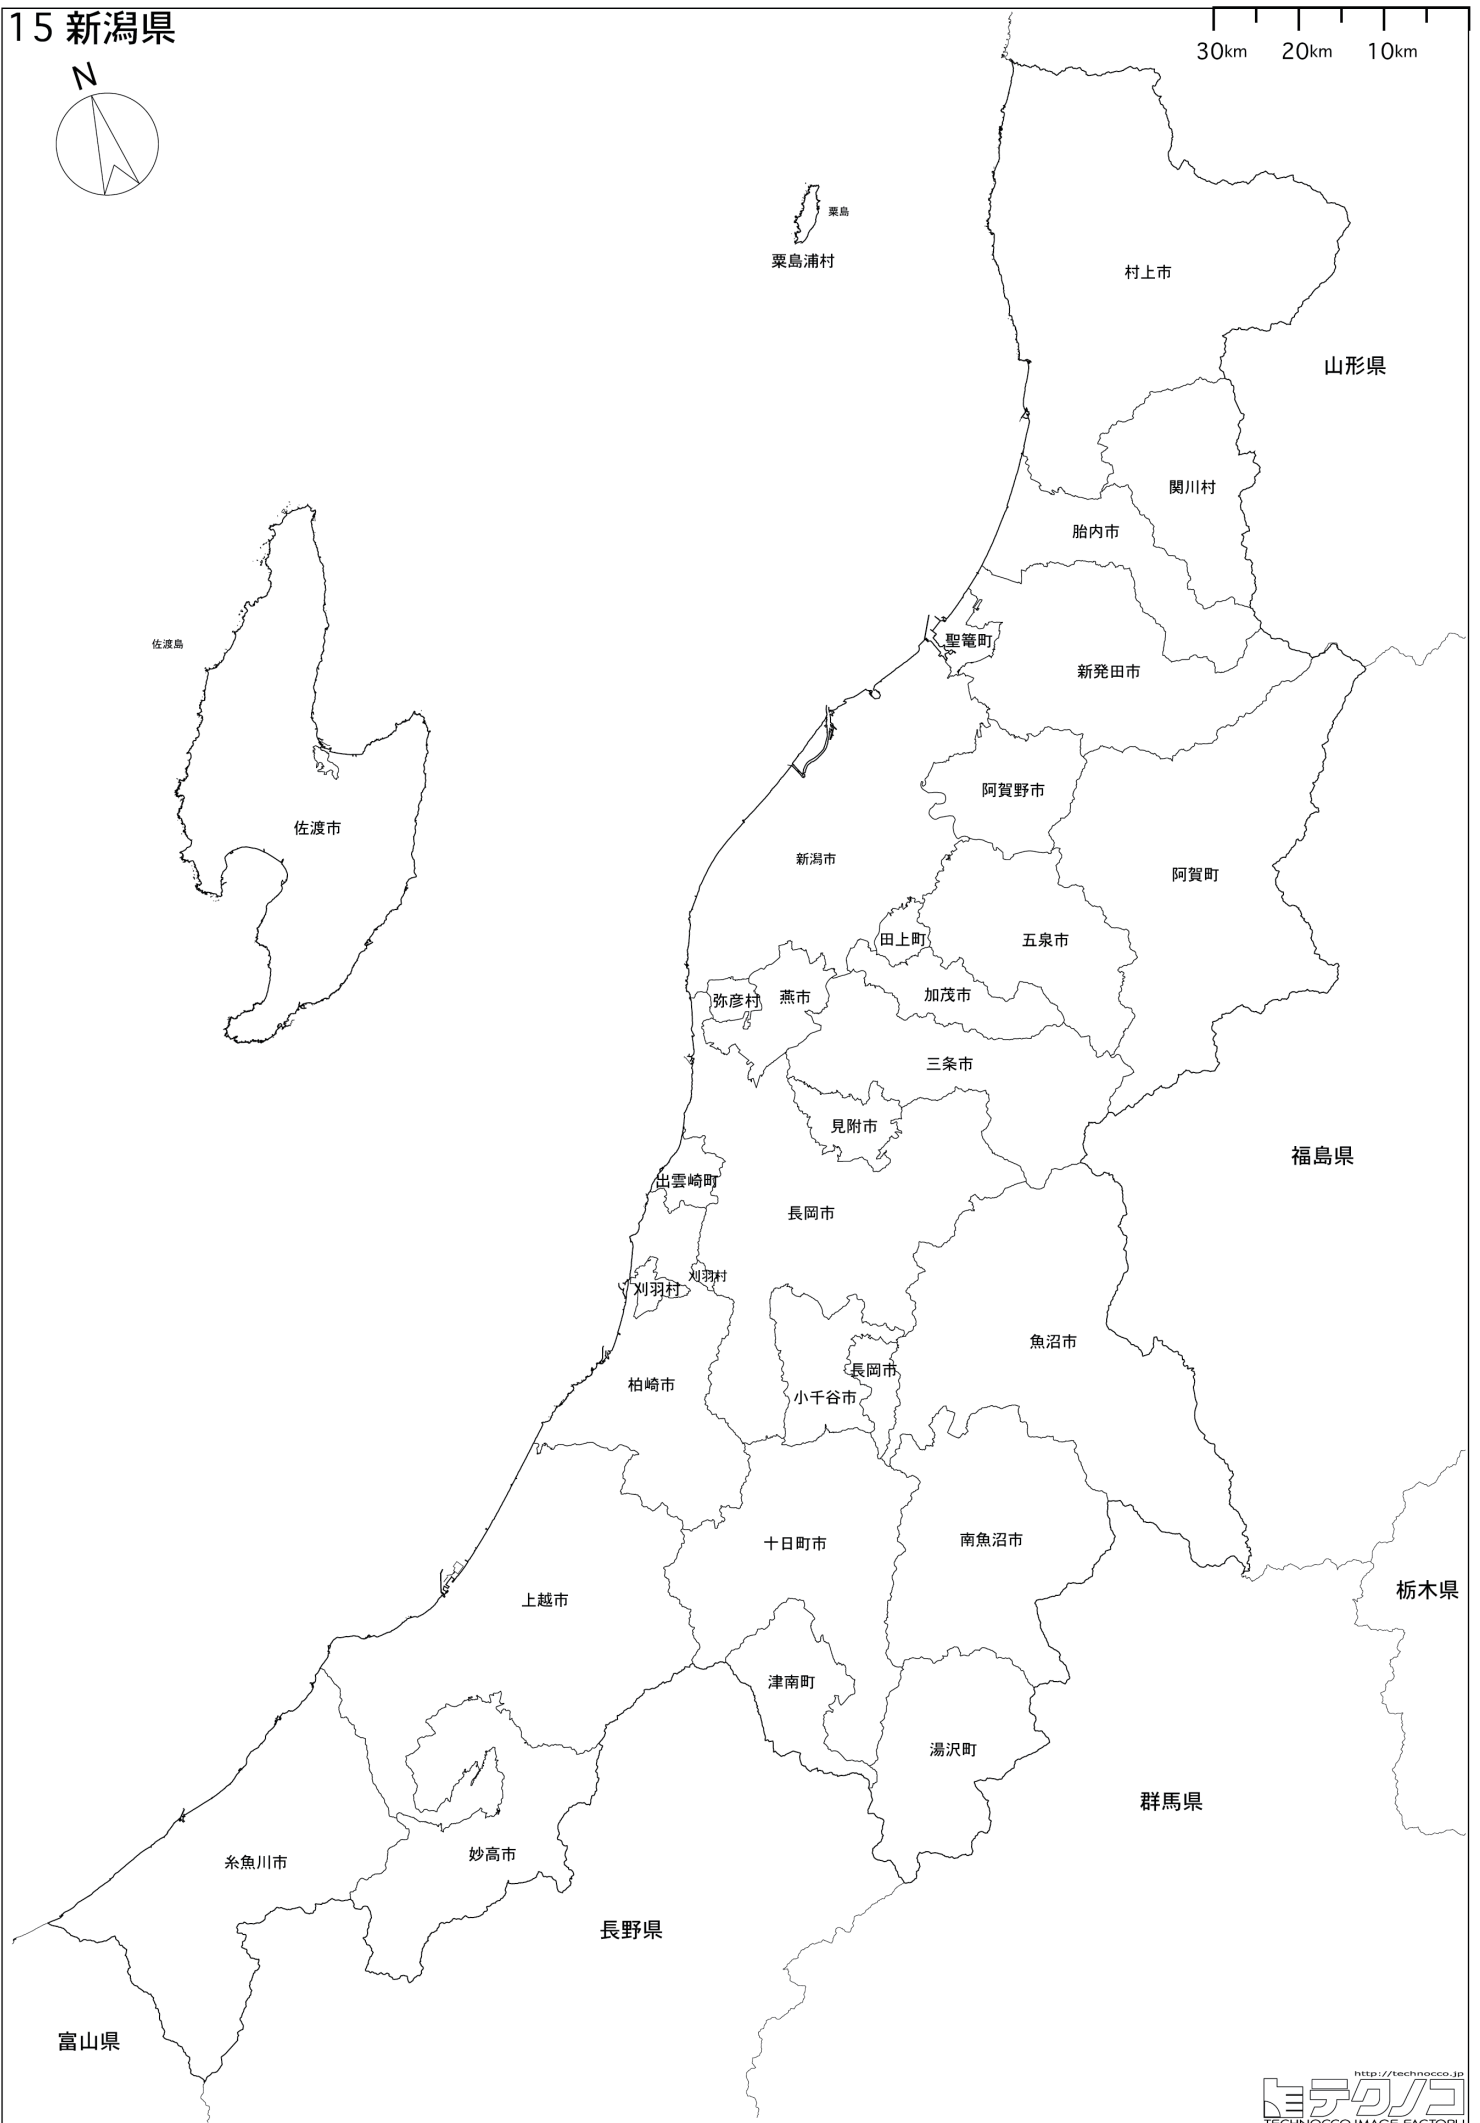 15 新潟県
N
30km 20km 10km
粟島
粟島浦村
村上市
山形県
関川村
胎内市
佐渡島
聖篭町
新発田市
阿賀野市
佐渡市
新潟市
阿賀町
田上町
五泉市
弥彦村
燕市
加茂市
三条市
見附市
福島県
出雲崎町
長岡市
刈羽村
刈羽村
魚沼市
長岡市
柏崎市
小千谷市
十日町市
南魚沼市
栃木県
上越市
津南町
湯沢町
群馬県
妙高市
糸魚川市
長野県
富山県
http://technocco.jp
テクノコ
TECHNOCCO IMAGE FACTORY